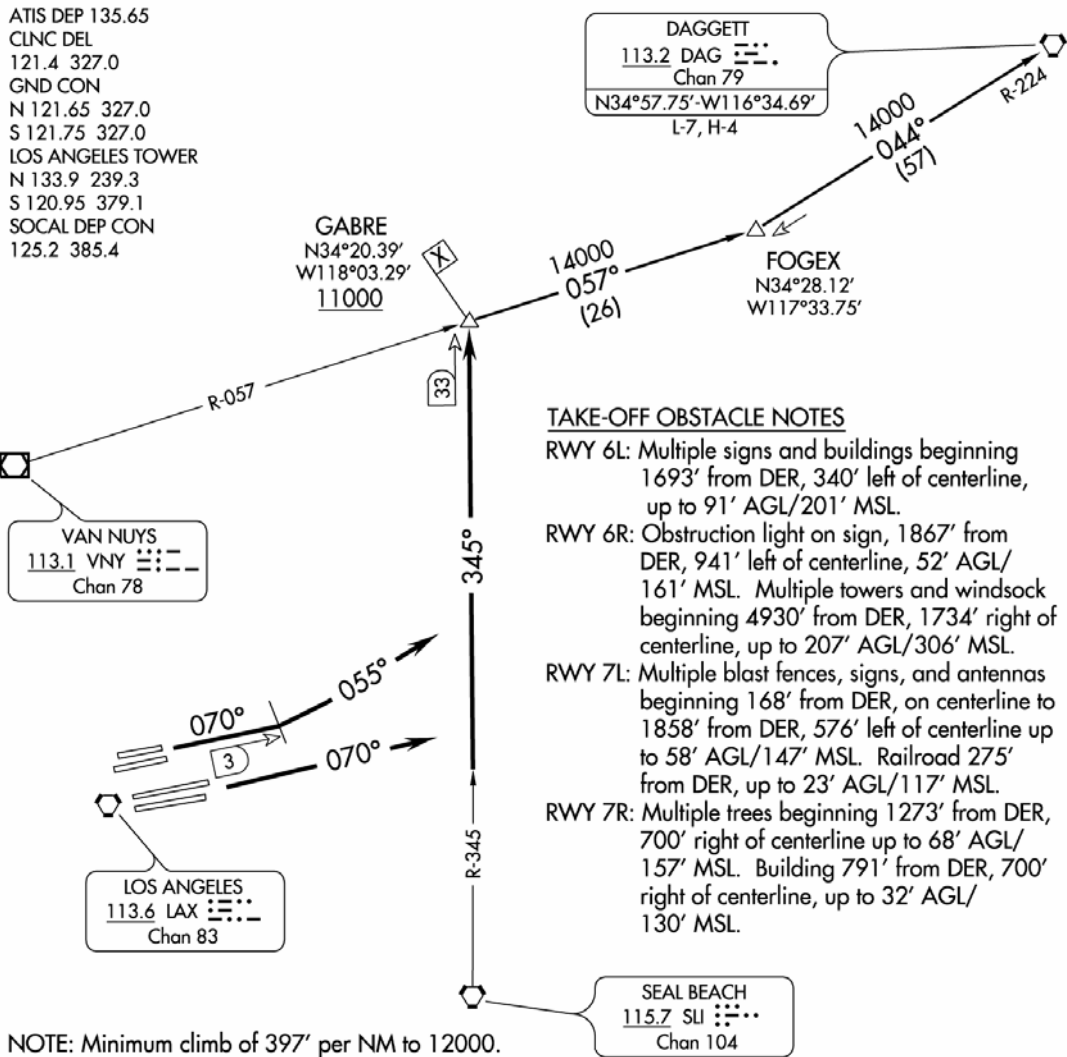 ATIS DEP 135.65
CLNC DEL
121.4 327.0
GND CON
N 121.65 327.0
S 121.75 327.0
LOS ANGELES TOWER
N 133.9 239.3
S 120.95 379.1
SOCAL DEP CON
125.2 385.4
DAGGETT
113.2 DAG
Chan 79
N34°57.75'-W116°34.69'
L-7, H-4
R-224
14000
044°
(57)
GABRE
N34°20.39'
W118°03.29'
11000
X
14000
057°
(26)
FOGEX
N34°28.12'
W117°33.75'
R-057
33
VAN NUYS
113.1 VNY
Chan 78
345°
055°
070°
3
070°
R-345
LOS ANGELES
113.6 LAX
Chan 83
TAKE-OFF OBSTACLE NOTES
RWY 6L: Multiple signs and buildings beginning
1693' from DER, 340' left of centerline,
up to 91' AGL/201' MSL.
RWY 6R: Obstruction light on sign, 1867' from
DER, 941' left of centerline, 52' AGL/
161' MSL. Multiple towers and windsock
beginning 4930' from DER, 1734' right of
centerline, up to 207' AGL/306' MSL.
RWY 7L: Multiple blast fences, signs, and antennas
beginning 168' from DER, on centerline to
1858' from DER, 576' left of centerline up
to 58' AGL/147' MSL. Railroad 275'
from DER, up to 23' AGL/117' MSL.
RWY 7R: Multiple trees beginning 1273' from DER,
700' right of centerline up to 68' AGL/
157' MSL. Building 791' from DER, 700'
right of centerline, up to 32' AGL/
130' MSL.
SEAL BEACH
115.7 SLI
Chan 104
NOTE: Minimum climb of 397' per NM to 12000.